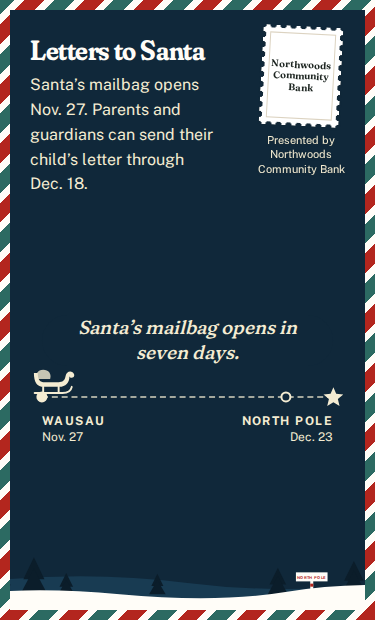 Letters to Santa
Santa's mailbag opens
Nov. 27. Parents and
guardians can send their
child's letter through
Dec. 18.
Northwoods
Community
Bank
Presented by
Northwoods
Community Bank
Santa's mailbag opens in
seven days.
WAUSAU
Nov. 27
NORTH POLE
Dec. 23
NORTH POLE